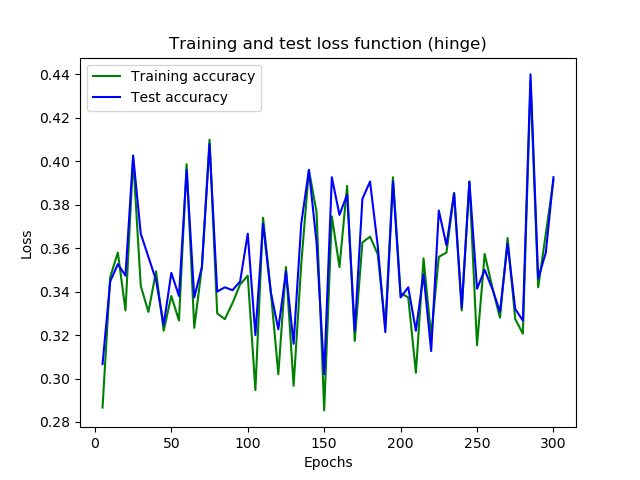 Training and test loss function (hinge)
Training accuracy
Test accuracy
Loss
0.44
0.42
0.40
0.38
0.36
0.34
0.32
0.30
0.28
0 50 100 150 200 250 300
Epochs